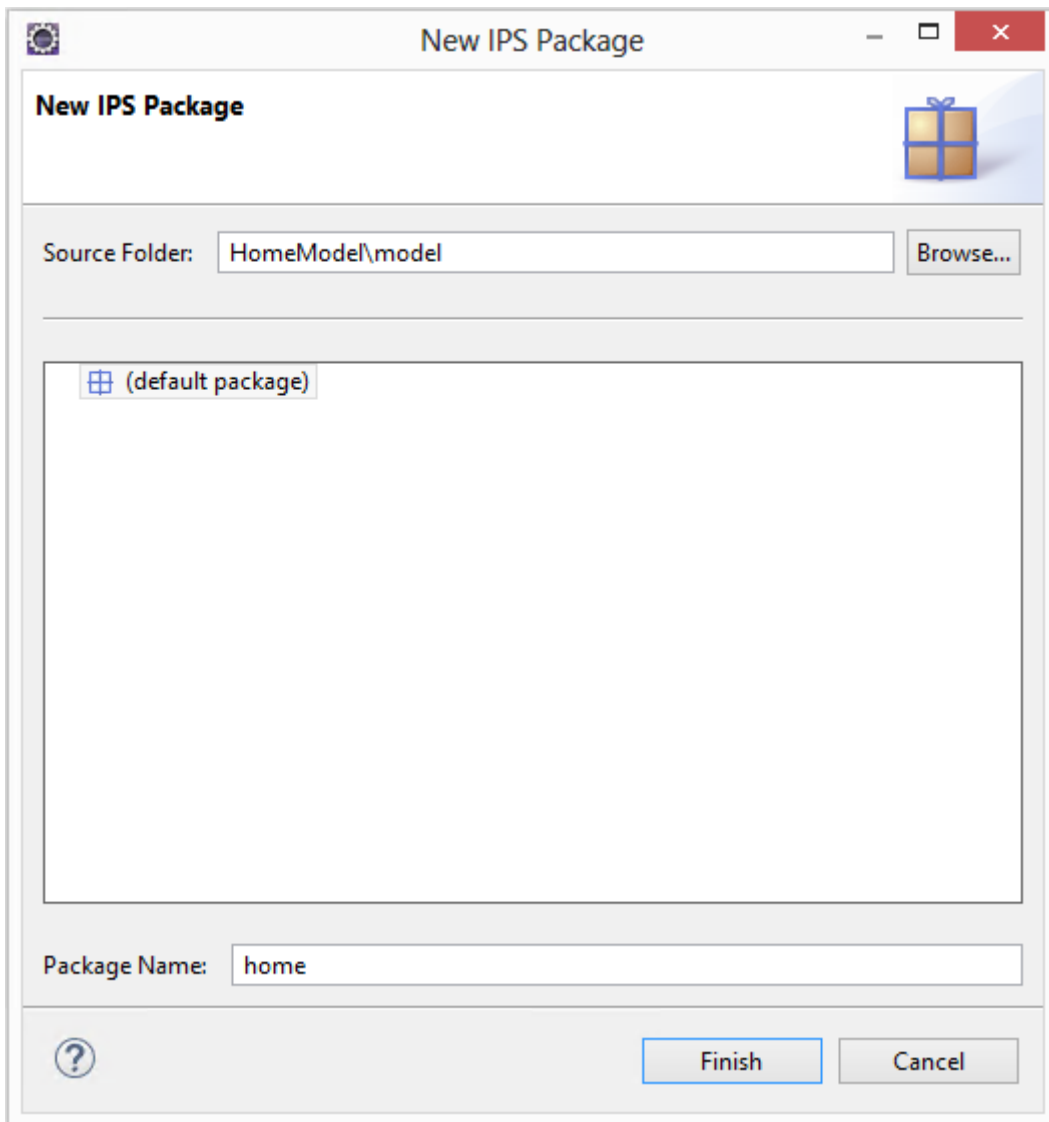 New IPS Package
New IPS Package
Source Folder: HomeModel\model Browse...
(default package)
Package Name: home
? Finish Cancel